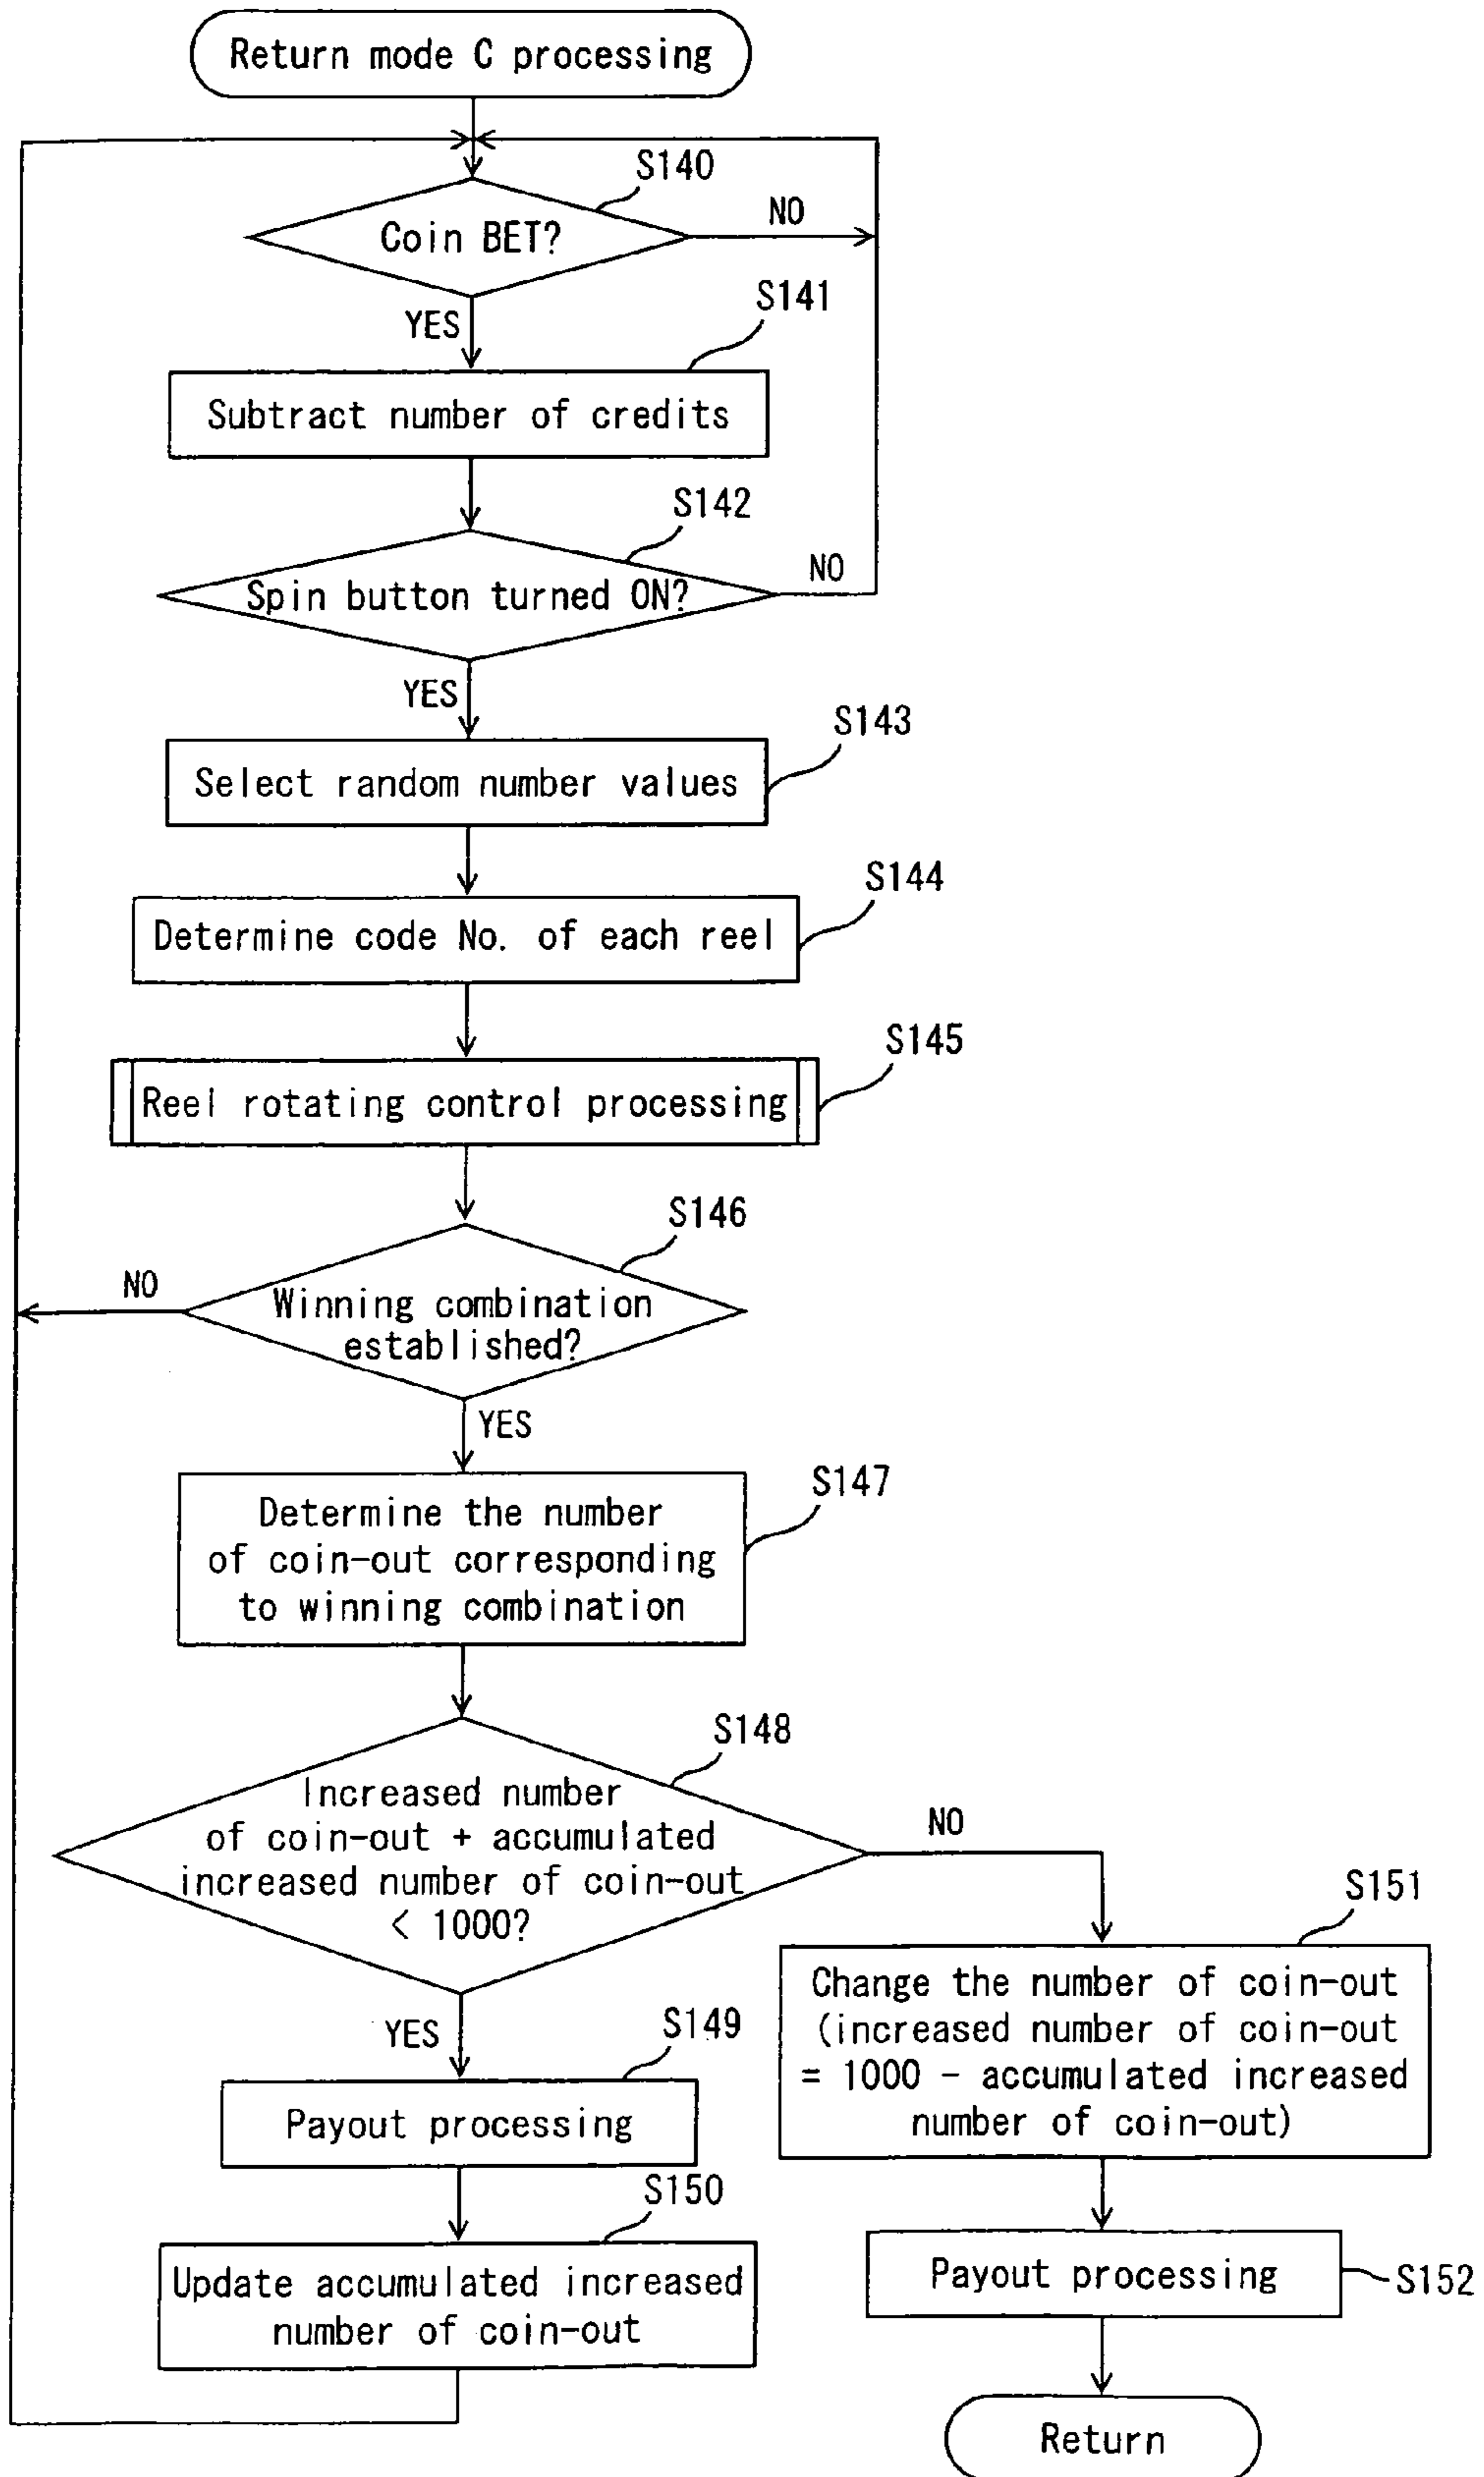 Return mode C processing
S140
Coin BET?
NO
YES
S141
Subtract number of credits
S142
Spin button turned ON?
NO
YES
S143
Select random number values
S144
Determine code No. of each reel
S145
Reel rotating control processing
S146
NO
Winning combination
established?
YES
S147
Determine the number
of coin-out corresponding
to winning combination
S148
Increased number
of coin-out + accumulated
increased number of coin-out
< 1000?
NO
YES
S151
Change the number of coin-out
(increased number of coin-out
= 1000 - accumulated increased
number of coin-out)
S149
Payout processing
S150
Update accumulated increased
number of coin-out
Payout processing
S152
Return